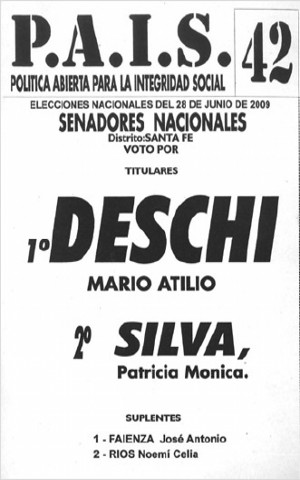 P.A.I.S. 42
POLITICA ABIERTA PARA LA INTEGRIDAD SOCIAL
ELECCIONES NACIONALES DEL 28 DE JUNIO DE 2009
SENADORES NACIONALES
Distrito:SANTA FE
VOTO POR
TITULARES
1º DESCHI
MARIO ATILIO
2º SILVA,
Patricia Monica.
SUPLENTES
1 - FAIENZA José Antonio
2 - RIOS Noemí Celia